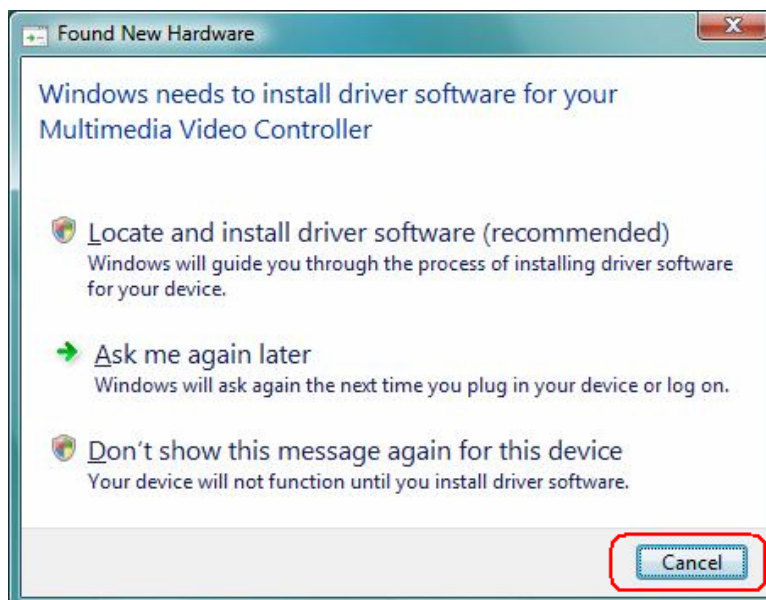 Found New Hardware
Windows needs to install driver software for your
Multimedia Video Controller
Locate and install driver software (recommended)
Windows will guide you through the process of installing driver software
for your device.
Ask me again later
Windows will ask again the next time you plug in your device or log on.
Don't show this message again for this device
Your device will not function until you install driver software.
Cancel